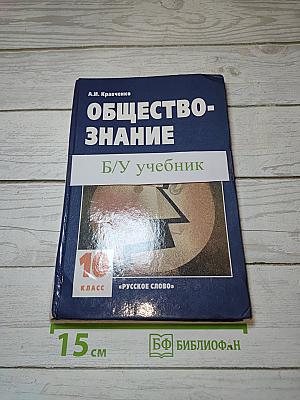 А.И. Кравченко
ОБЩЕСТВО-
ЗНАНИЕ
Б/У учебник
10
КЛАСС
«РУССКОЕ СЛОВО»
15 см
БФ БИБЛИОФАН